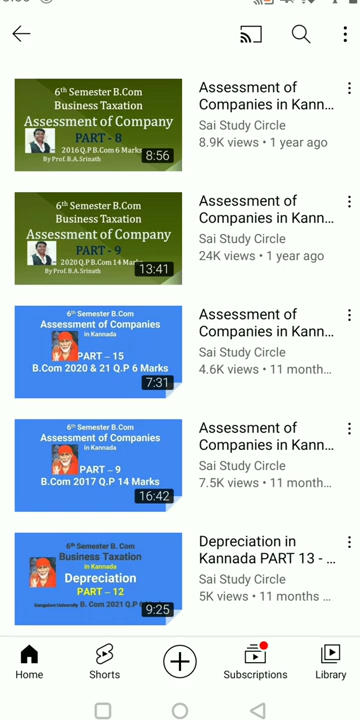 6th Semester B.Com
Business Taxation
Assessment of Company
PART - 8
2016 Q.P B.Com 6 Marks
By Prof. B.A. Srinath
8:56
Assessment of
Companies in Kann...
Sai Study Circle
8.9K views • 1 year ago
6th Semester B.Com
Business Taxation
Assessment of Company
PART - 9
2020 Q.P B.Com 14 Mark
By Prof. B.A. Srinath
13:41
Assessment of
Companies in Kann...
Sai Study Circle
24K views • 1 year ago
6th Semester B.Com
Assessment of Companies
in Kannada
PART – 15
B.Com 2020 & 21 Q.P 6 Marks
7:31
Assessment of
Companies in Kann...
Sai Study Circle
4.6K views • 11 month...
6th Semester B.Com
Assessment of Companies
in Kannada
PART – 9
B.Com 2017 Q.P 14 Marks
16:42
Assessment of
Companies in Kann...
Sai Study Circle
7.5K views • 11 month...
6th Semester B. Com
Business Taxation
in Kannada
Depreciation
PART – 12
Bangalore University B. Com 2021 Q.P
9:25
Depreciation in
Kannada PART 13 - ...
Sai Study Circle
5K views • 11 months ...
Home
Shorts
Subscriptions
Library